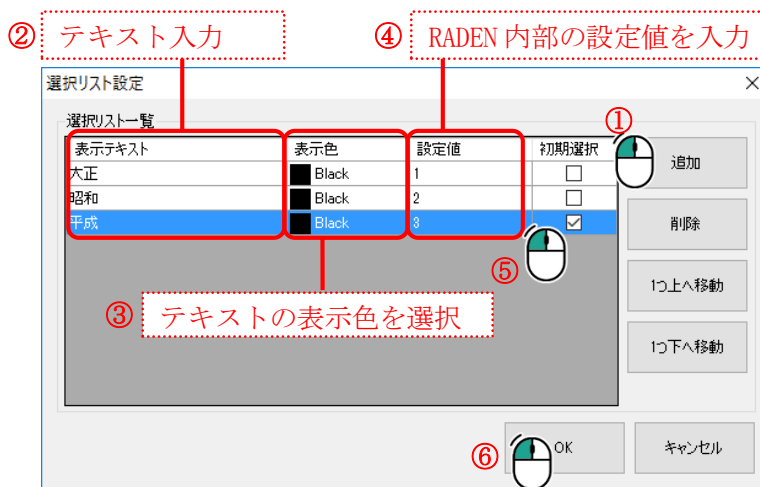 ② テキスト入力
④ RADEN 内部の設定値を入力
選択リスト設定
選択リスト一覧
①
表示テキスト 表示色 設定値 初期選択
追加
大正 Black 1
昭和 Black 2
平成 Black 3
削除
⑤
1つ上へ移動
③ テキストの表示色を選択
1つ下へ移動
⑥ OK キャンセル